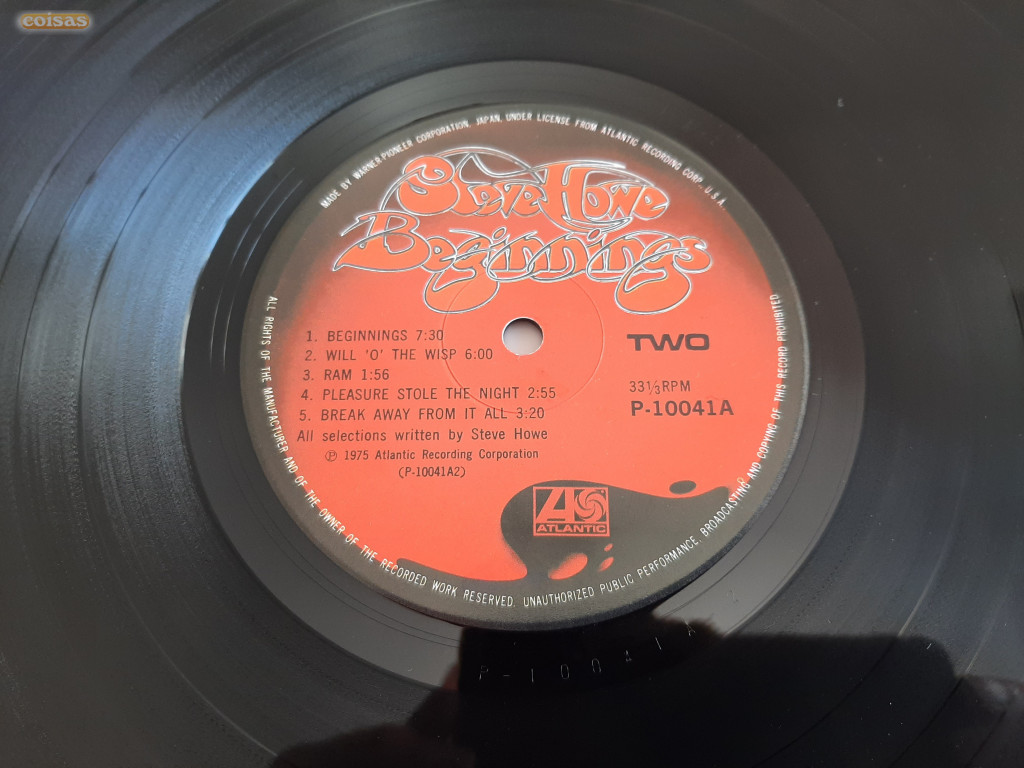 coisas
MADE BY WARNER-PIONEER CORPORATION, JAPAN. UNDER LICENSE FROM ATLANTIC RECORDING CORP. U.S.A.
Steve Howe
Beginnings
1. BEGINNINGS 7:30
2. WILL 'O' THE WISP 6:00
3. RAM 1:56
4. PLEASURE STOLE THE NIGHT 2:55
5. BREAK AWAY FROM IT ALL 3:20
All selections written by Steve Howe
Ⓟ 1975 Atlantic Recording Corporation
(P-10041A2)
TWO
33⅓RPM
P-10041A
ATLANTIC
ALL RIGHTS OF THE MANUFACTURER AND OF THE OWNER OF THE RECORDED WORK RESERVED. UNAUTHORIZED PUBLIC PERFORMANCE. BROADCASTING AND COPYING OF THIS RECORD PROHIBITED